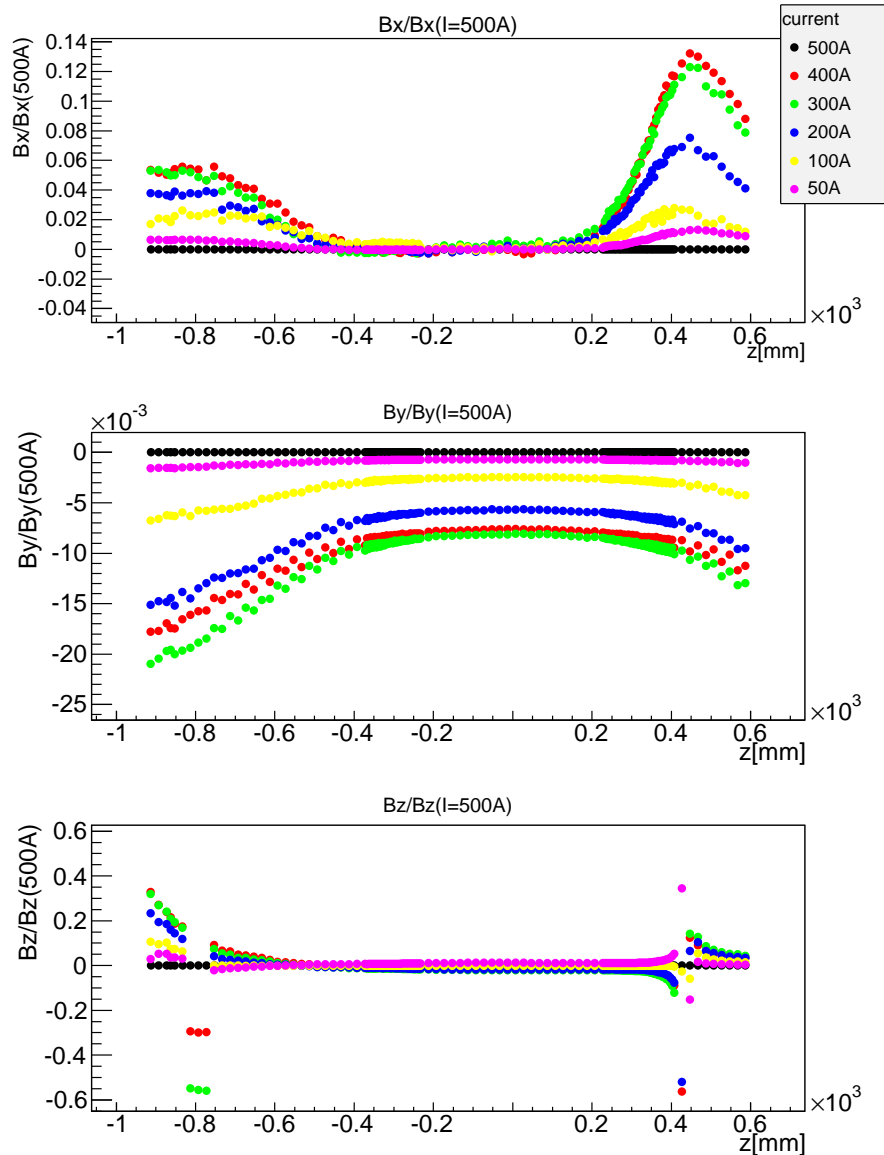 Bx/Bx(I=500A)
Bx/Bx(500A)
0.14
0.12
0.1
0.08
0.06
0.04
0.02
0
-0.02
-0.04
-1 -0.8 -0.6 -0.4 -0.2 0 0.2 0.4 0.6
×10³
z[mm]
current
500A
400A
300A
200A
100A
50A
By/By(I=500A)
×10⁻³
By/By(500A)
0
-5
-10
-15
-20
-25
-1 -0.8 -0.6 -0.4 -0.2 0 0.2 0.4 0.6
×10³
z[mm]
Bz/Bz(I=500A)
Bz/Bz(500A)
0.6
0.4
0.2
0
-0.2
-0.4
-0.6
-1 -0.8 -0.6 -0.4 -0.2 0 0.2 0.4 0.6
×10³
z[mm]